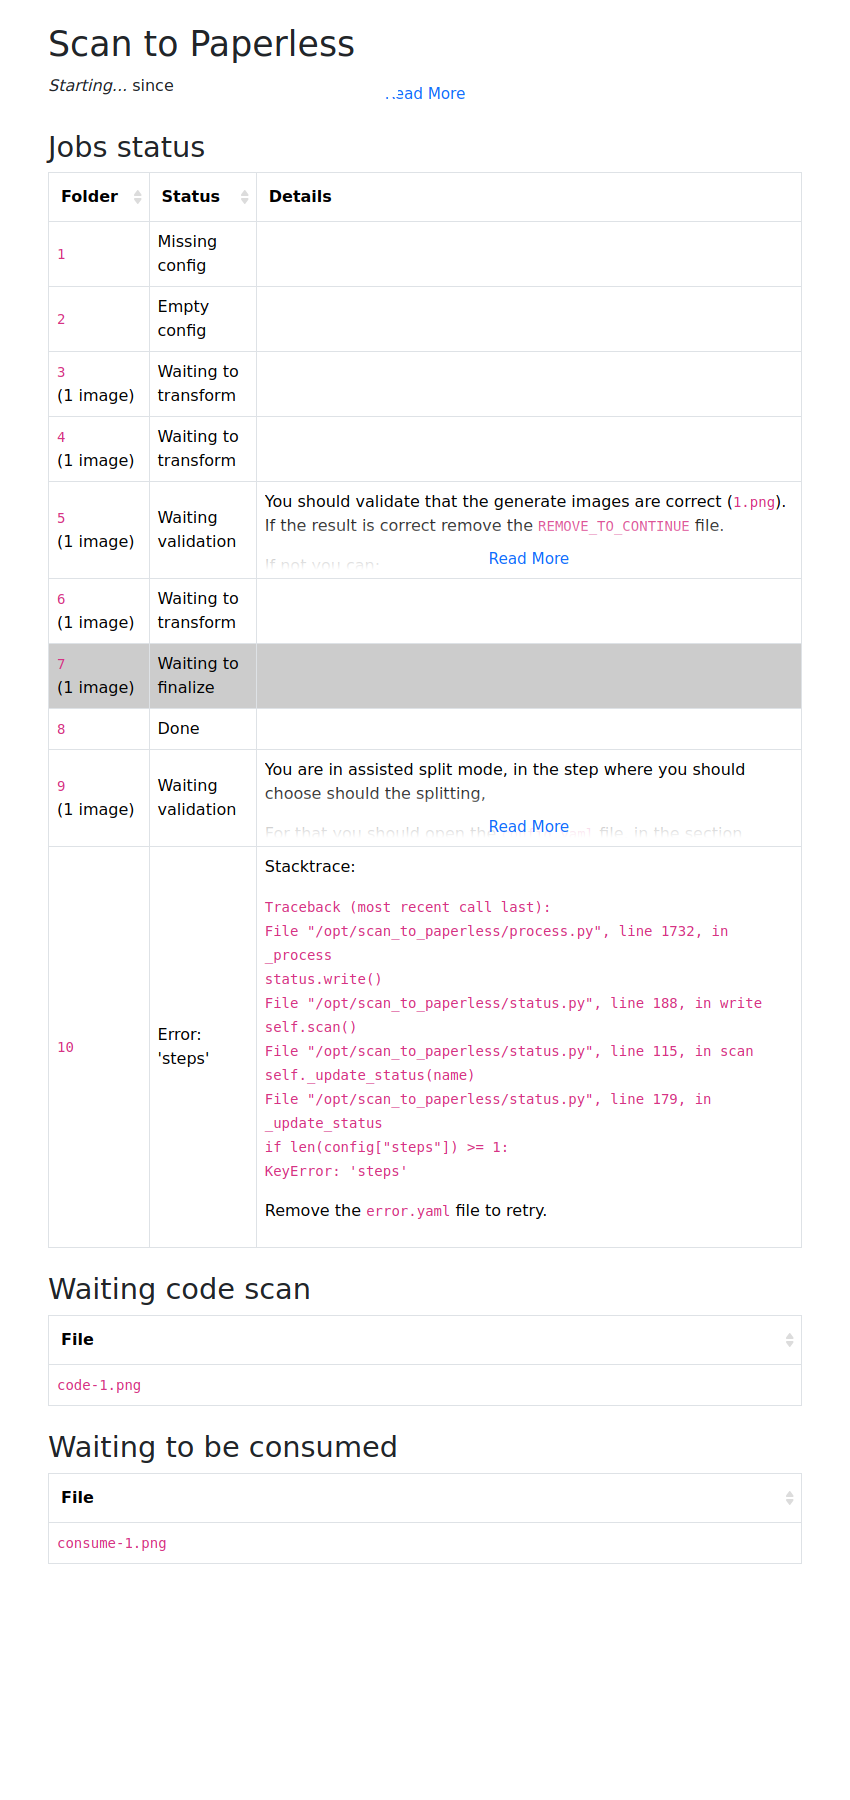 Scan to Paperless
Starting... since
ead More
Jobs status
Folder Status Details
1 Missing config
2 Empty config
3 (1 image) Waiting to transform
4 (1 image) Waiting to transform
5 (1 image) Waiting validation
You should validate that the generate images are correct (1.png).
If the result is correct remove the REMOVE_TO_CONTINUE file.
If not you can:
Read More
6 (1 image) Waiting to transform
7 (1 image) Waiting to finalize
8 Done
9 (1 image) Waiting validation
You are in assisted split mode, in the step where you should
choose should the splitting,
For that you should open the file, in the section
Read More
10 Error: 'steps'
Stacktrace:
Traceback (most recent call last):
File "/opt/scan_to_paperless/process.py", line 1732, in
_process
status.write()
File "/opt/scan_to_paperless/status.py", line 188, in write
self.scan()
File "/opt/scan_to_paperless/status.py", line 115, in scan
self._update_status(name)
File "/opt/scan_to_paperless/status.py", line 179, in
_update_status
if len(config["steps"]) >= 1:
KeyError: 'steps'
Remove the error.yaml file to retry.
Waiting code scan
File
code-1.png
Waiting to be consumed
File
consume-1.png